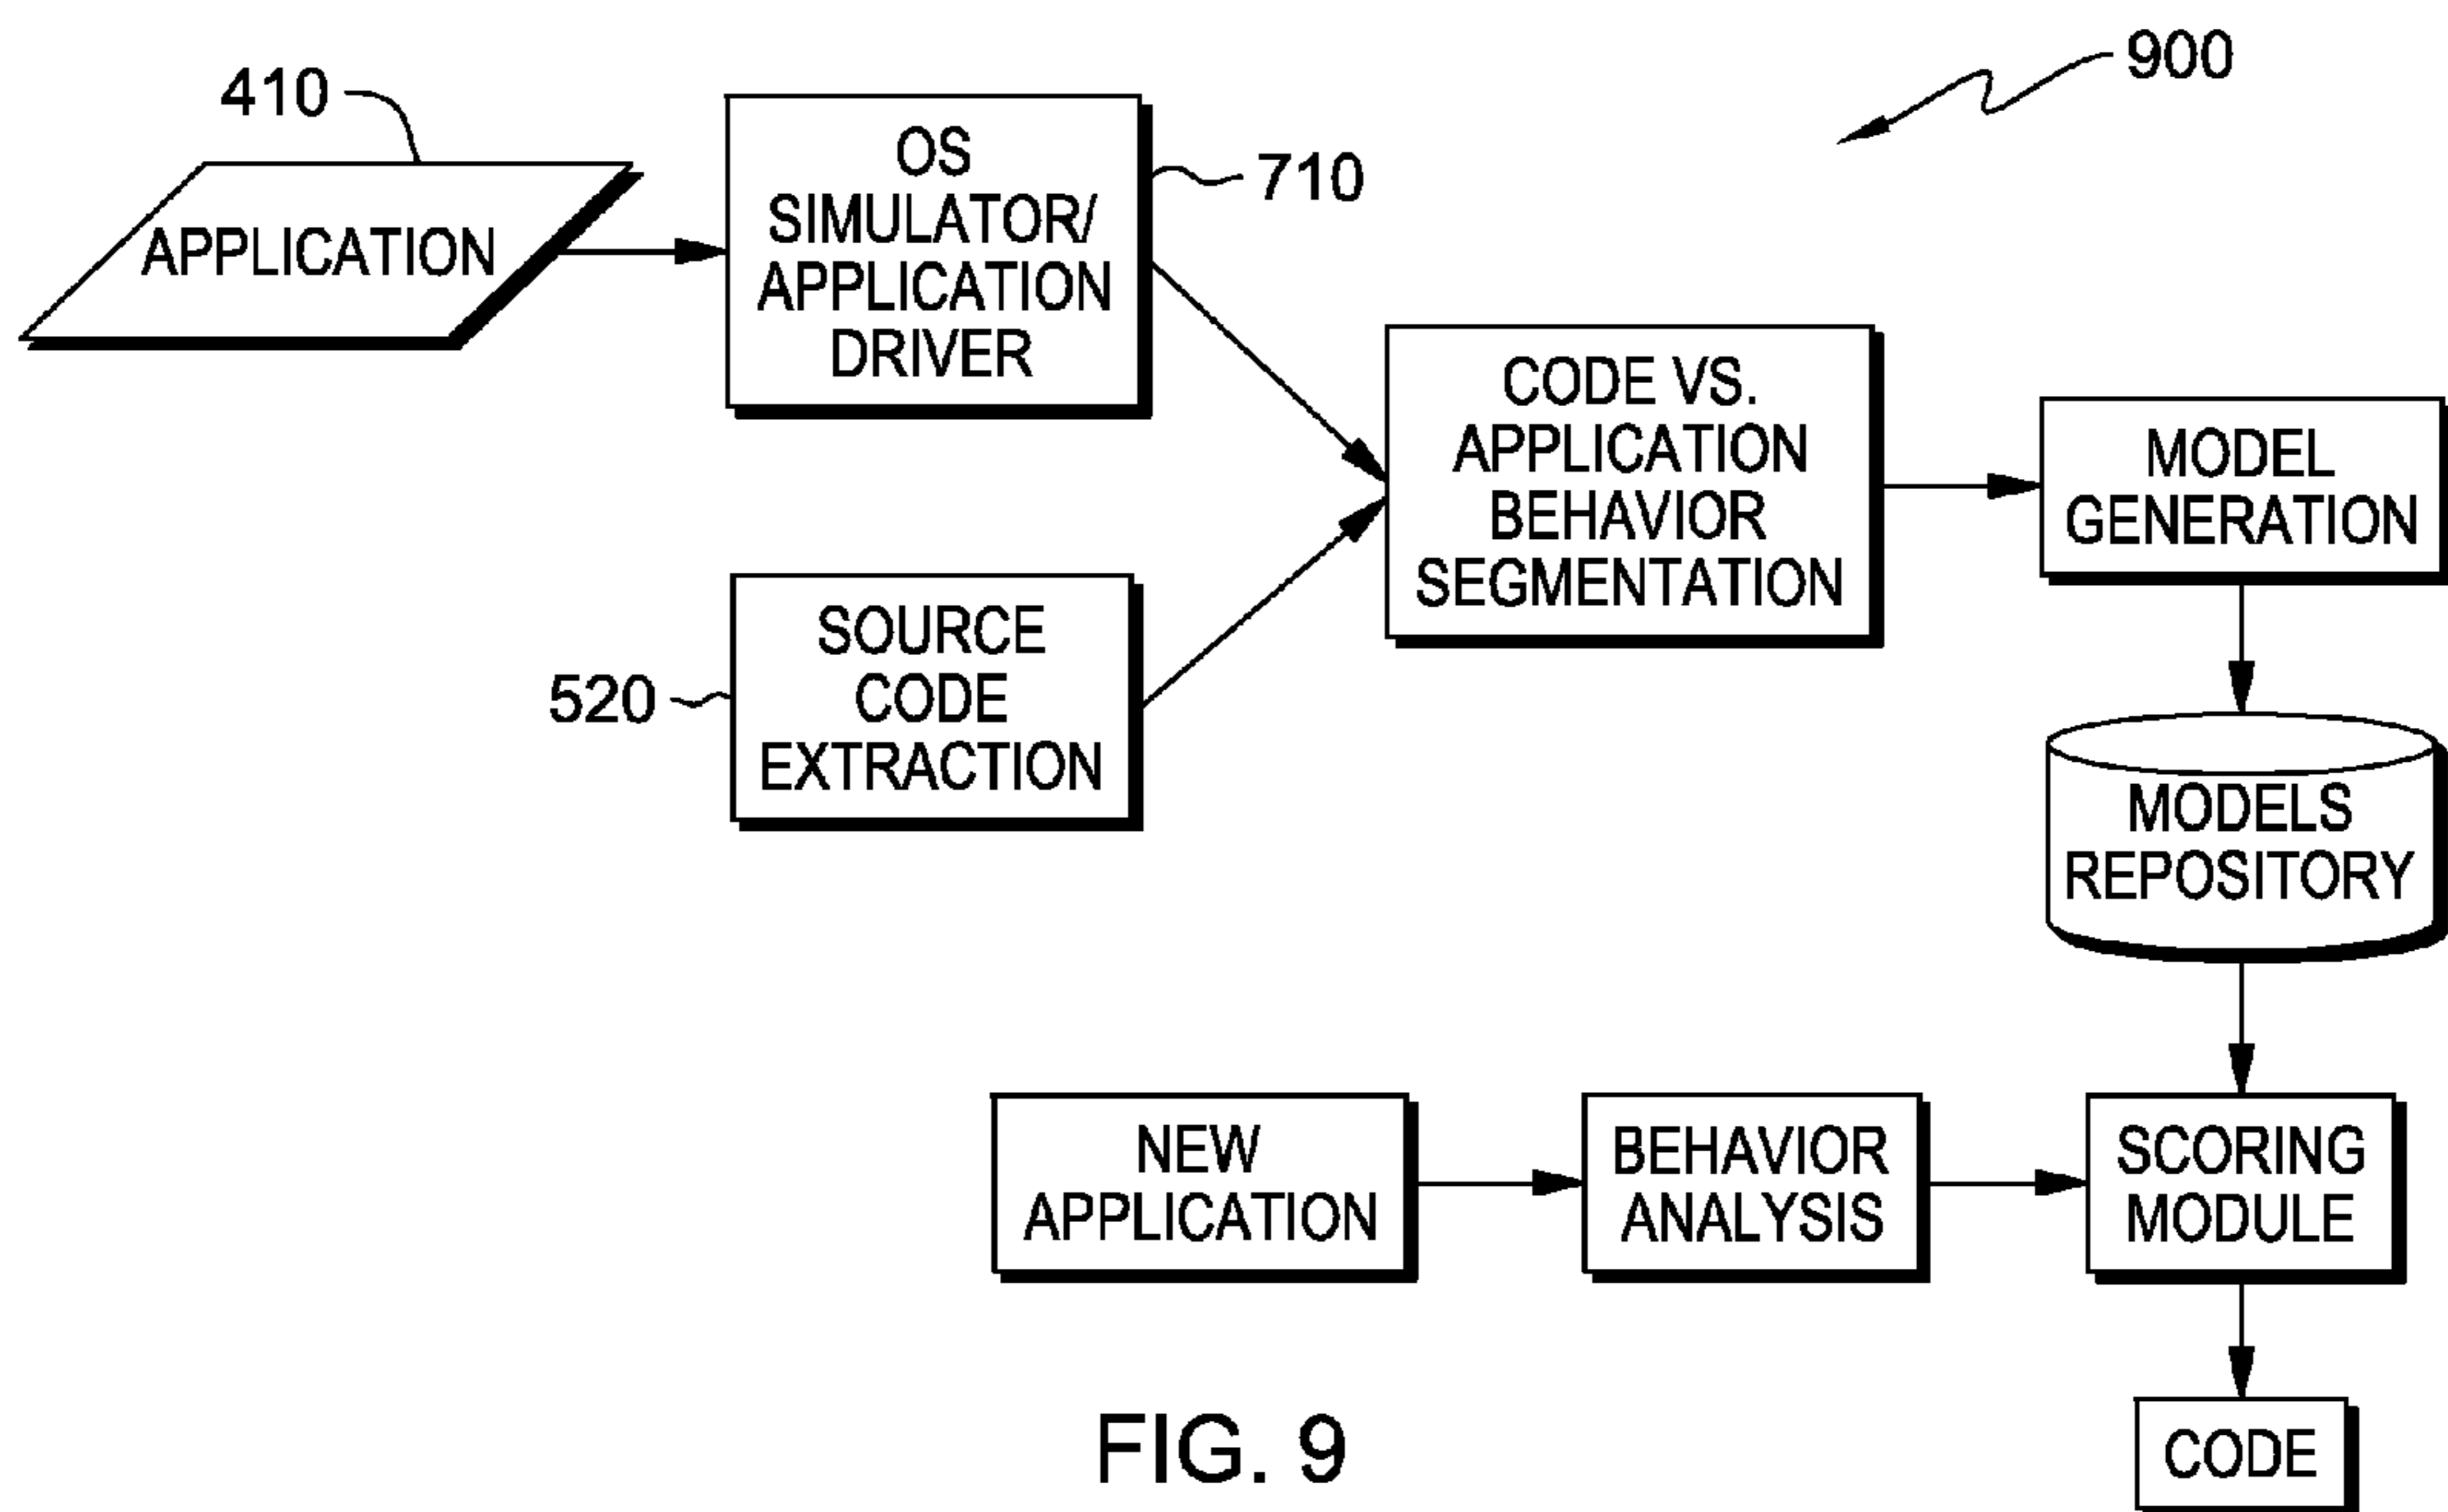 900
410
APPLICATION
OS
SIMULATOR/
APPLICATION
DRIVER
710
520
SOURCE
CODE
EXTRACTION
CODE VS.
APPLICATION
BEHAVIOR
SEGMENTATION
MODEL
GENERATION
MODELS
REPOSITORY
NEW
APPLICATION
BEHAVIOR
ANALYSIS
SCORING
MODULE
CODE
FIG. 9